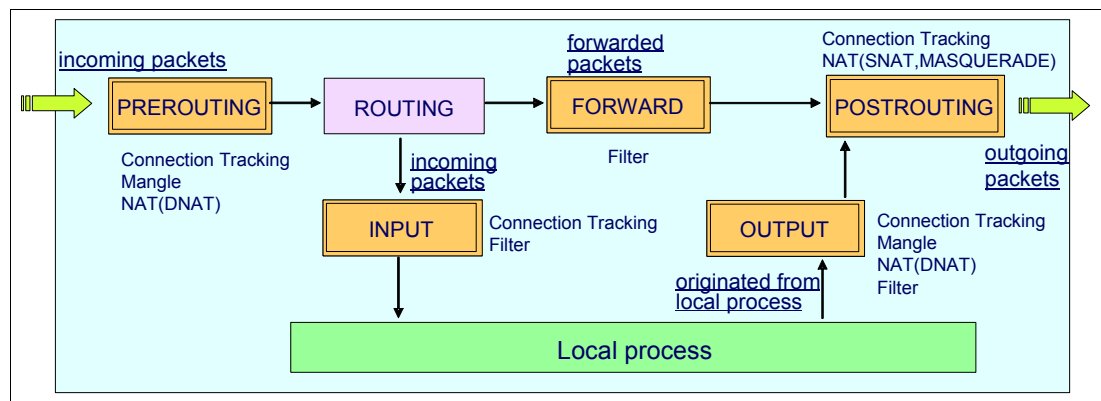 incoming packets
PREROUTING
Connection Tracking
Mangle
NAT(DNAT)
ROUTING
incoming
packets
INPUT
Connection Tracking
Filter
forwarded
packets
FORWARD
Filter
Connection Tracking
NAT(SNAT,MASQUERADE)
POSTROUTING
outgoing
packets
OUTPUT
Connection Tracking
Mangle
NAT(DNAT)
Filter
originated from
local process
Local process